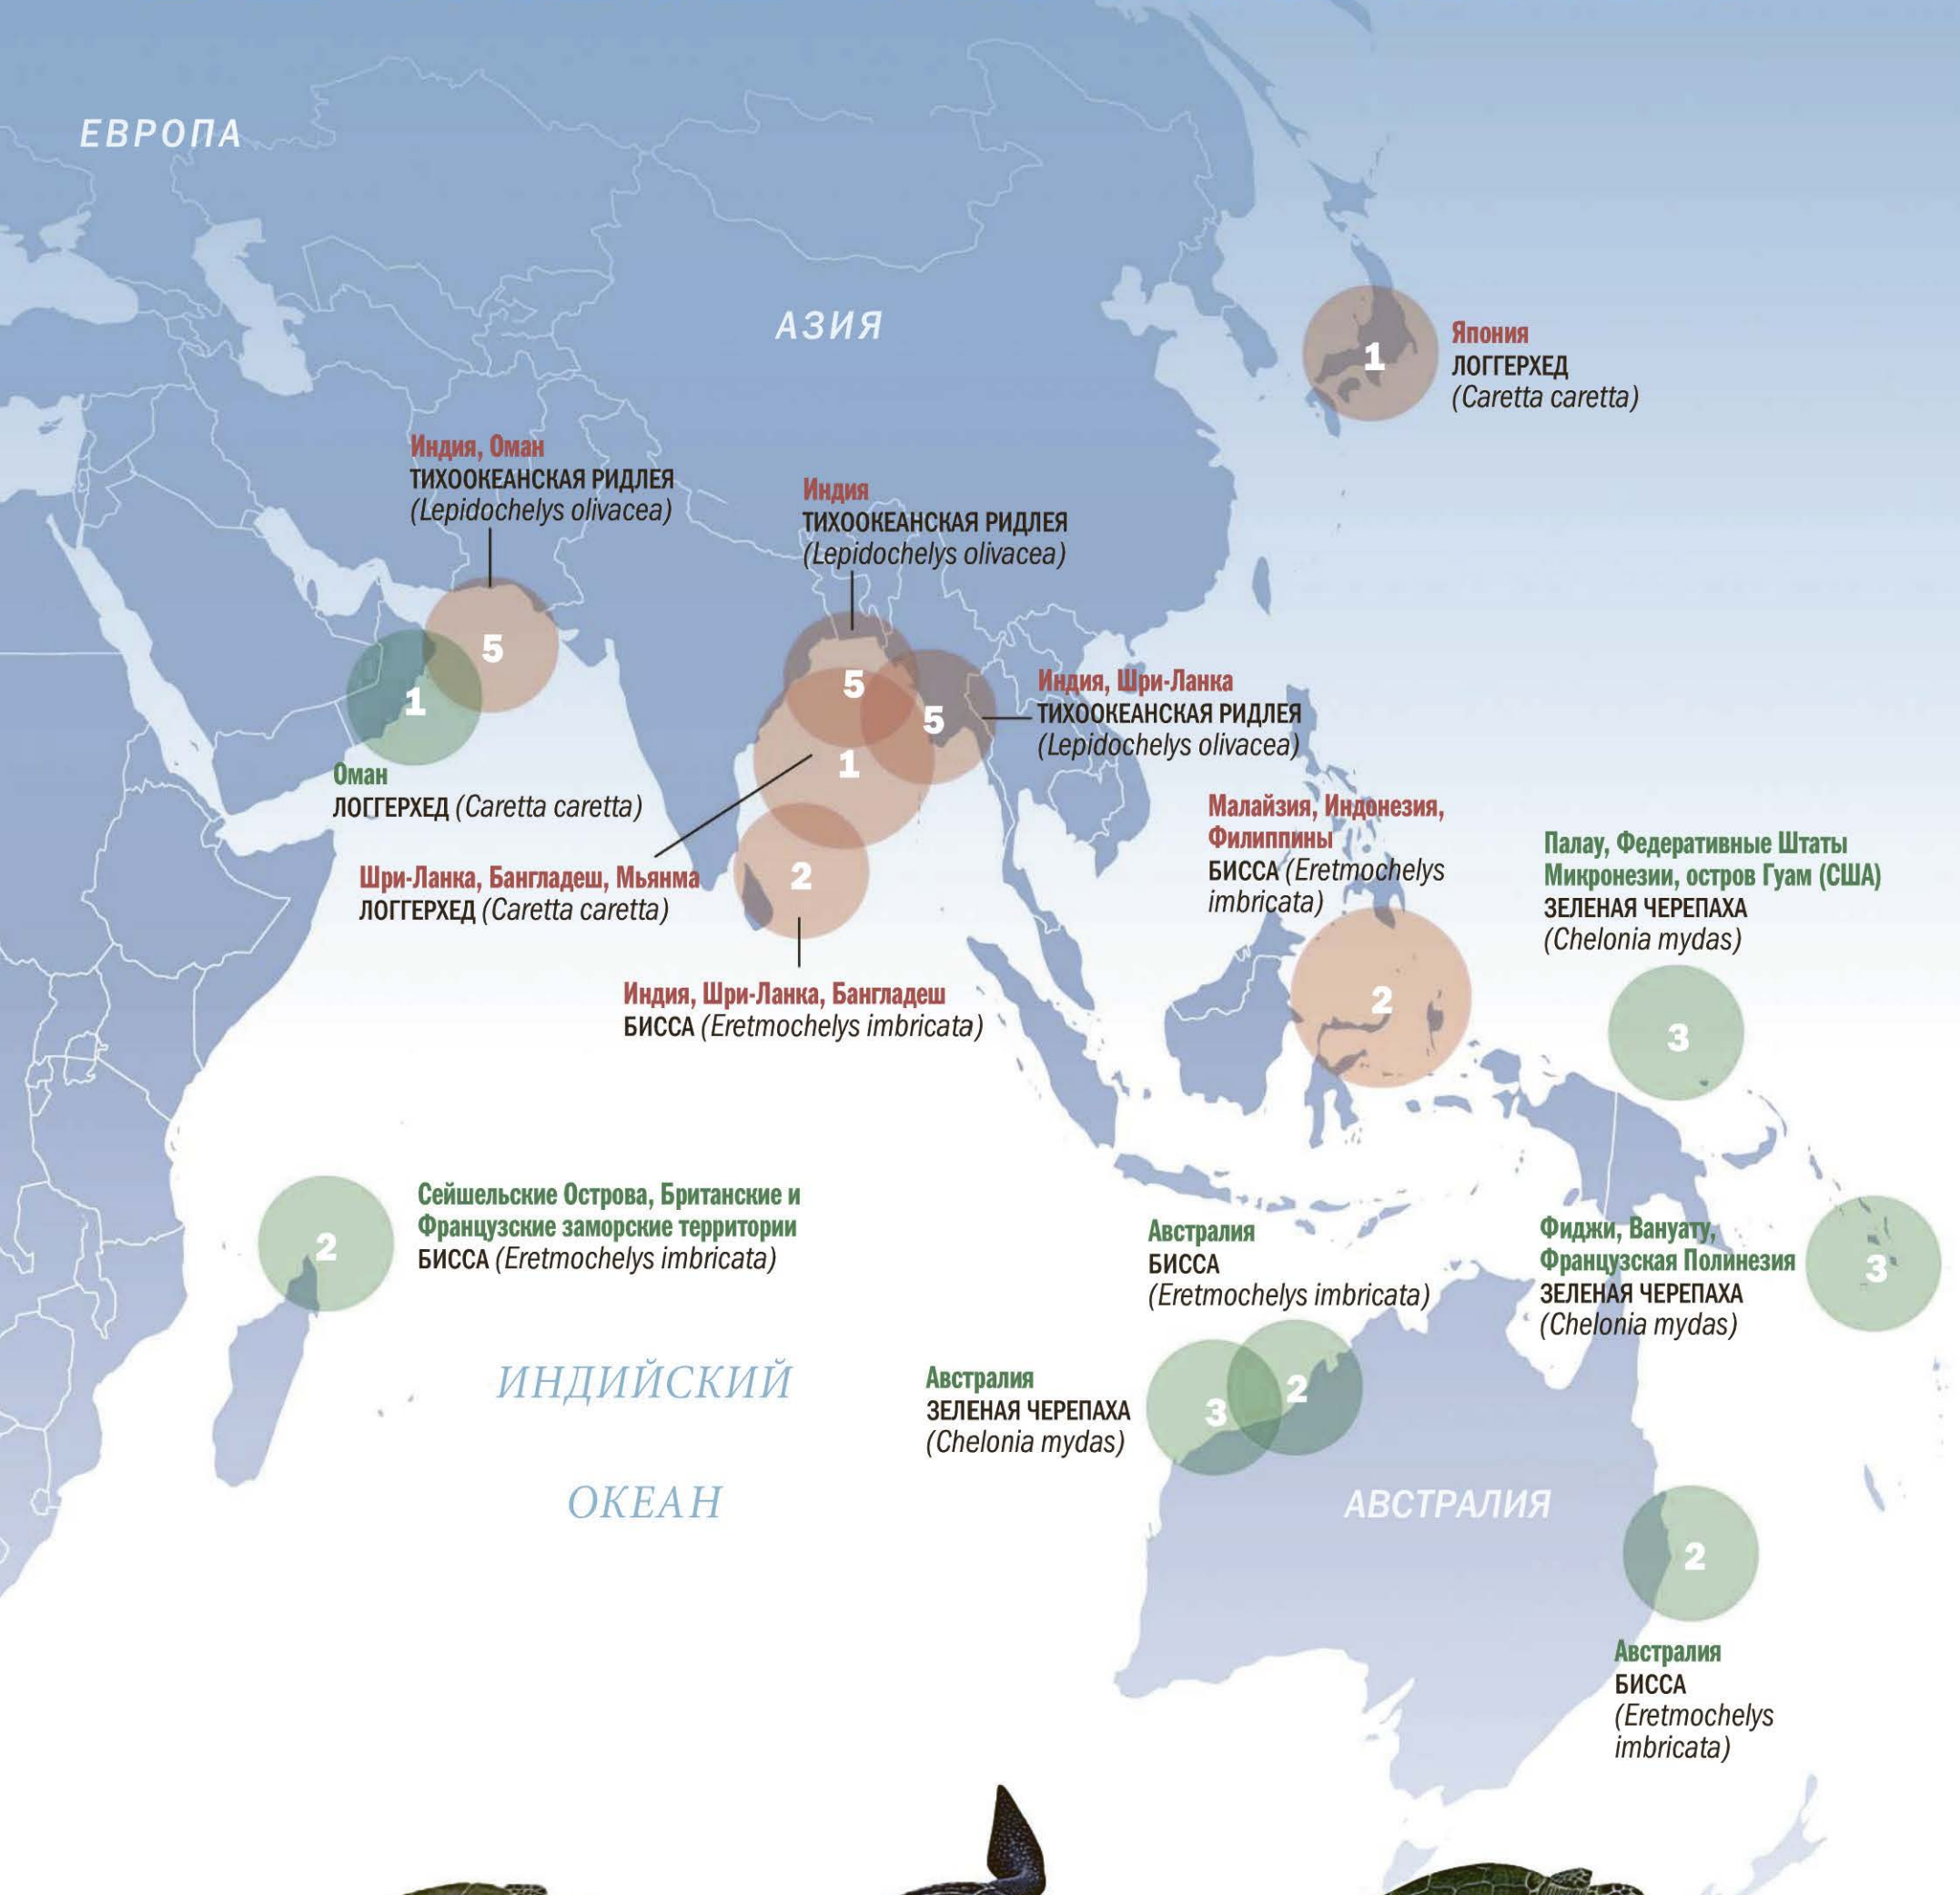 ЕВРОПА
АЗИЯ
1
Япония
ЛОГГЕРХЕД
(Caretta caretta)
Индия, Оман
ТИХООКЕАНСКАЯ РИДЛЕЯ
(Lepidochelys olivacea)
Индия
ТИХООКЕАНСКАЯ РИДЛЕЯ
(Lepidochelys olivacea)
5
1
5
5
1
Индия, Шри-Ланка
ТИХООКЕАНСКАЯ РИДЛЕЯ
(Lepidochelys olivacea)
Оман
ЛОГГЕРХЕД (Caretta caretta)
Шри-Ланка, Бангладеш, Мьянма
ЛОГГЕРХЕД (Caretta caretta)
2
Индия, Шри-Ланка, Бангладеш
БИССА (Eretmochelys imbricata)
Малайзия, Индонезия,
Филиппины
БИССА (Eretmochelys
imbricata)
2
Палау, Федеративные Штаты
Микронезии, остров Гуам (США)
ЗЕЛЕНАЯ ЧЕРЕПАХА
(Chelonia mydas)
3
2
Сейшельские Острова, Британские и
Французские заморские территории
БИССА (Eretmochelys imbricata)
Австралия
БИССА
(Eretmochelys imbricata)
Фиджи, Вануату,
Французская Полинезия
ЗЕЛЕНАЯ ЧЕРЕПАХА
(Chelonia mydas)
3
ИНДИЙСКИЙ
ОКЕАН
Австралия
ЗЕЛЕНАЯ ЧЕРЕПАХА
(Chelonia mydas)
3
2
АВСТРАЛИЯ
2
Австралия
БИССА
(Eretmochelys
imbricata)